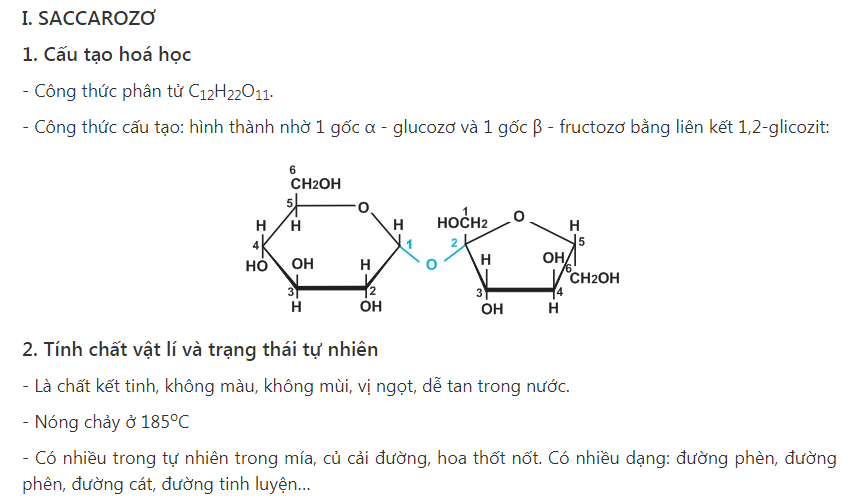 I. SACCAROZƠ
1. Cấu tạo hoá học
- Công thức phân tử C12H22O11.
- Công thức cấu tạo: hình thành nhờ 1 gốc α - glucozơ và 1 gốc β - fructozơ bằng liên kết 1,2-glicozit:
6
CH2OH
5 O
H H H 1 HOCH2 1 O H
4 2 5
HO OH H O H OH 6 CH2OH
3 2 3 4
H OH OH H
2. Tính chất vật lí và trạng thái tự nhiên
- Là chất kết tinh, không màu, không mùi, vị ngọt, dễ tan trong nước.
- Nóng chảy ở 185oC
- Có nhiều trong tự nhiên trong mía, củ cải đường, hoa thốt nốt. Có nhiều dạng: đường phèn, đường
phên, đường cát, đường tinh luyện...